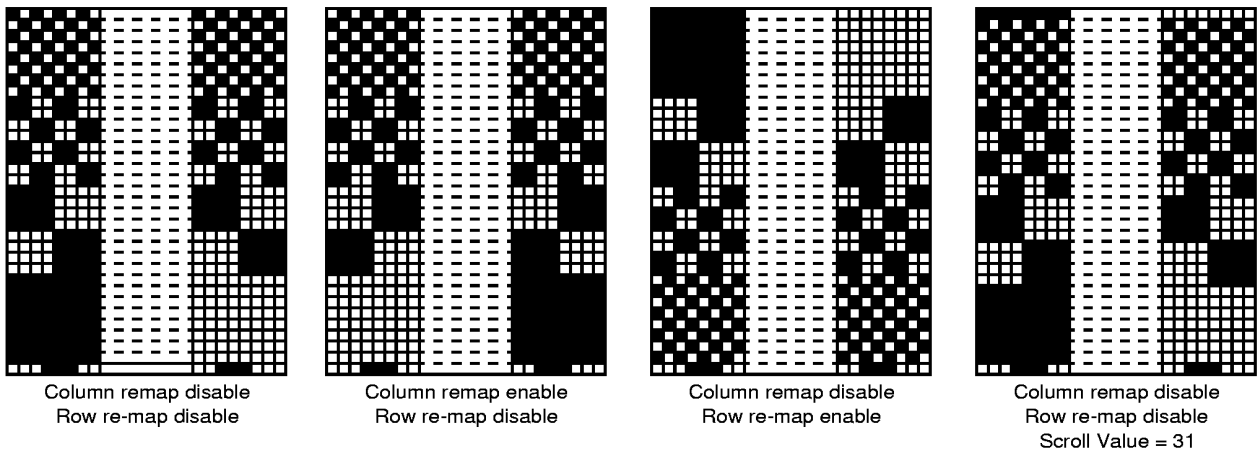 Column remap disable
Row re-map disable
Column remap enable
Row re-map disable
Column remap disable
Row re-map enable
Column remap disable
Row re-map disable
Scroll Value = 31